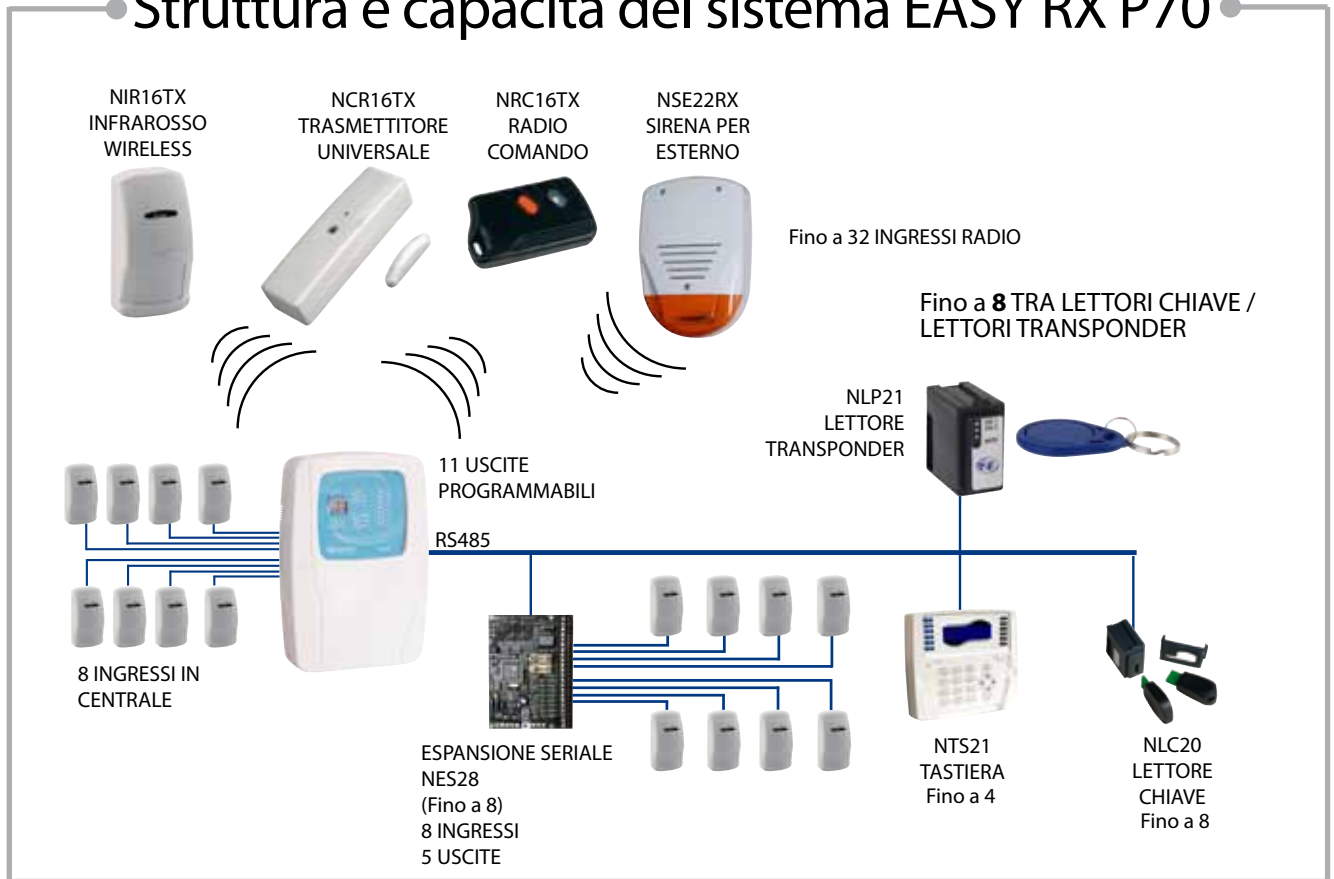 Struttura e capacità del sistema EASY RX P70
NIR16TX
INFRAROSSO
WIRELESS
NCR16TX
TRASMETTITORE
UNIVERSALE
NRC16TX
RADIO
COMANDO
NSE22RX
SIRENA PER
ESTERNO
Fino a 32 INGRESSI RADIO
Fino a 8 TRA LETTORI CHIAVE /
LETTORI TRANSPONDER
NLP21
LETTORE
TRANSPONDER
11 USCITE
PROGRAMMABILI
RS485
8 INGRESSI IN
CENTRALE
ESPANSIONE SERIALE
NES28
(Fino a 8)
8 INGRESSI
5 USCITE
NTS21
TASTIERA
Fino a 4
NLC20
LETTORE
CHIAVE
Fino a 8